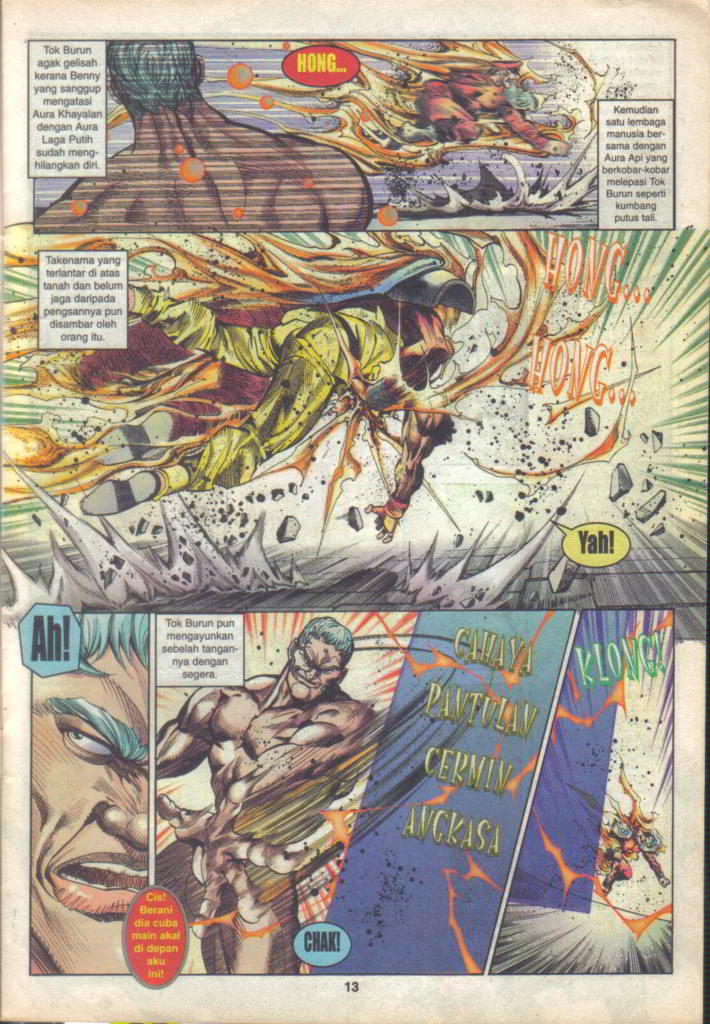 Tok Burun
agak gelisah
kerana Benny
yang sanggup
mengatasi
Aura Khayalan
dengan Aura
Laga Putih
sudah meng-
hilangkan diri.
HONG...
Kemudian
satu lembaga
manusia ber-
sama dengan
Aura Api yang
berkobar-kobar
melepasi Tok
Burun seperti
kumbang
putus tali.
Takenama yang
terlantar di atas
tanah dan belum
jaga daripada
pengsannya pun
disambar oleh
orang itu.
HONG...
HONG...
Yah!
Ah!
Cis!
Berani
dia cuba
main akal
di depan
aku
ini!
Tok Burun pun
mengayunkan
sebelah tangan-
nya dengan
segera.
CHAK!
CAHAYA
PANTULAN
CERMIN
ANGKASA
KLONG!
13